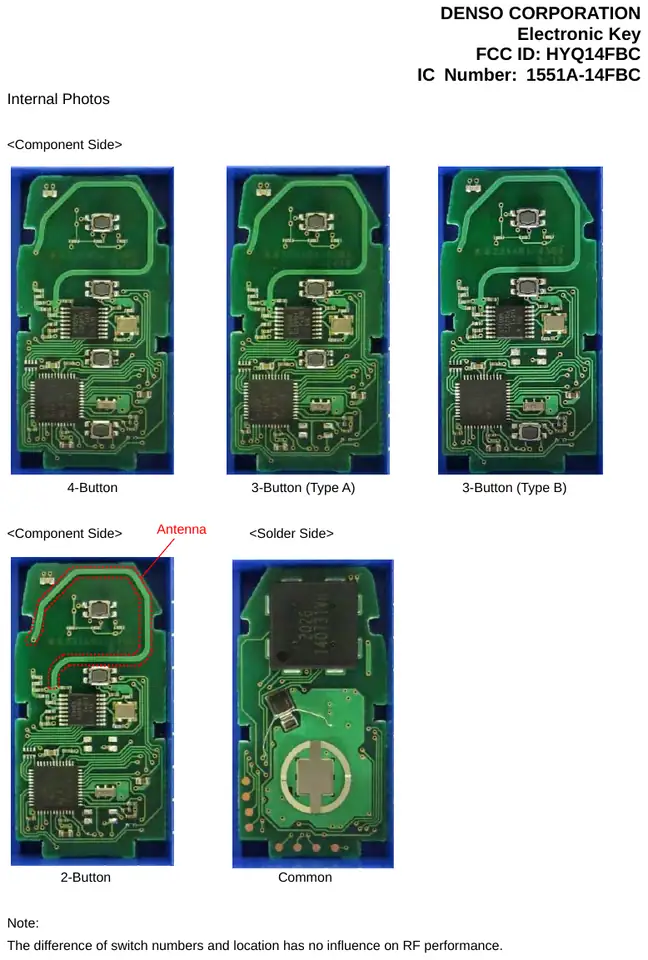 DENSO CORPORATION
Electronic Key
FCC ID: HYQ14FBC
IC Number: 1551A-14FBC
Internal Photos
<Component Side>
4-Button
3-Button (Type A)
3-Button (Type B)
<Component Side>
Antenna
<Solder Side>
2026
140731YH
2-Button
Common
Note:
The difference of switch numbers and location has no influence on RF performance.